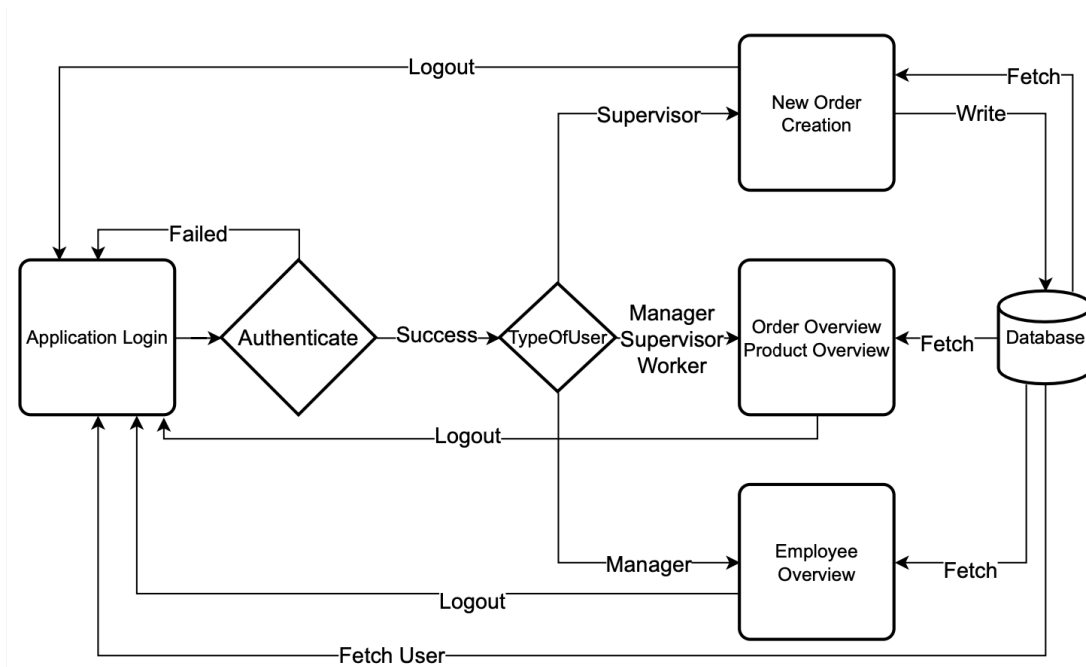 Logout
Fetch
New Order
Creation
Supervisor
Write
Failed
Application Login
Authenticate
Success
TypeOfUser
Manager
Supervisor
Worker
Order Overview
Product Overview
Fetch
Database
Logout
Employee
Overview
Manager
Fetch
Logout
Fetch User